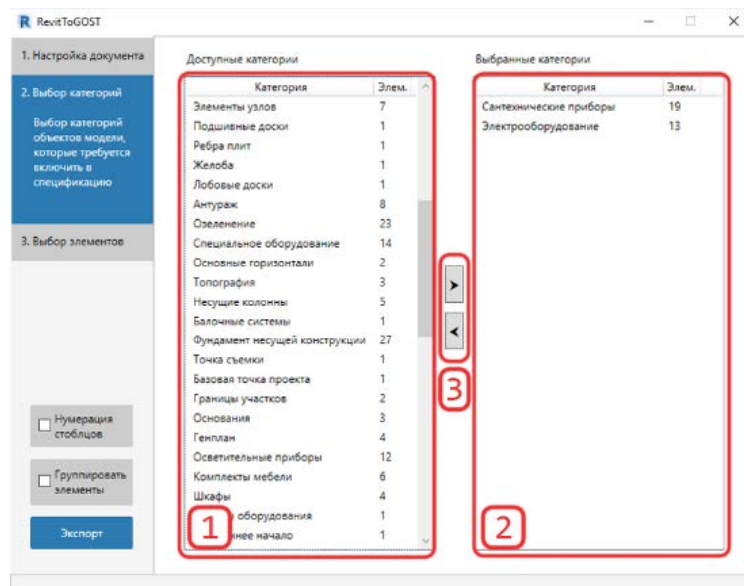 RevitToGOST
1. Настройка документа
2. Выбор категорий
Выбор категорий
объектов модели,
которые требуется
включить в
спецификацию
3. Выбор элементов
Нумерация
столбцов
Группировать
элементы
Экспорт
Доступные категории
Категория Элем.
Элементы узлов 7
Подшивные доски 1
Ребра плит 1
Желоба 1
Лобовые доски 1
Антураж 8
Озеленение 23
Специальное оборудование 14
Основные горизонтали 2
Топография 3
Несущие колонны 5
Балочные системы 1
Фундамент несущей конструкции 27
Точка съемки 1
Базовая точка проекта 1
Границы участков 2
Основания 3
Генплан 4
Осветительные приборы 12
Комплекты мебели 6
Шкафы 4
оборудования 1
нее начало 1
1
3
Выбранные категории
Категория Элем.
Сантехнические приборы 19
Электрооборудование 13
2